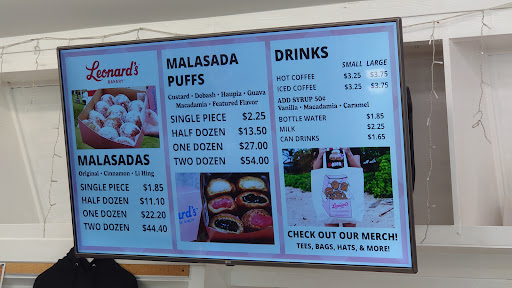 Leonard's
BAKERY
MALASADAS
Original • Cinnamon • Li Hing
SINGLE PIECE $1.85
HALF DOZEN $11.10
ONE DOZEN $22.20
TWO DOZEN $44.40
MALASADA
PUFFS
Custard • Dobash • Haupia • Guava
Macadamia • Featured Flavor
SINGLE PIECE $2.25
HALF DOZEN $13.50
ONE DOZEN $27.00
TWO DOZEN $54.00
DRINKS
SMALL LARGE
HOT COFFEE $3.25 $3.75
ICED COFFEE $3.25 $3.75
ADD SYRUP 50¢
Vanilla • Macadamia • Caramel
BOTTLE WATER $1.85
MILK $2.25
CAN DRINKS $1.65
Leonard's
CHECK OUT OUR MERCH!
TEES, BAGS, HATS, & MORE!